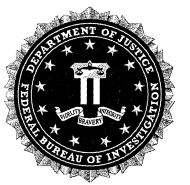 DEPARTMENT OF JUSTICE
FIDELITY BRAVERY INTEGRITY
FEDERAL BUREAU OF INVESTIGATION